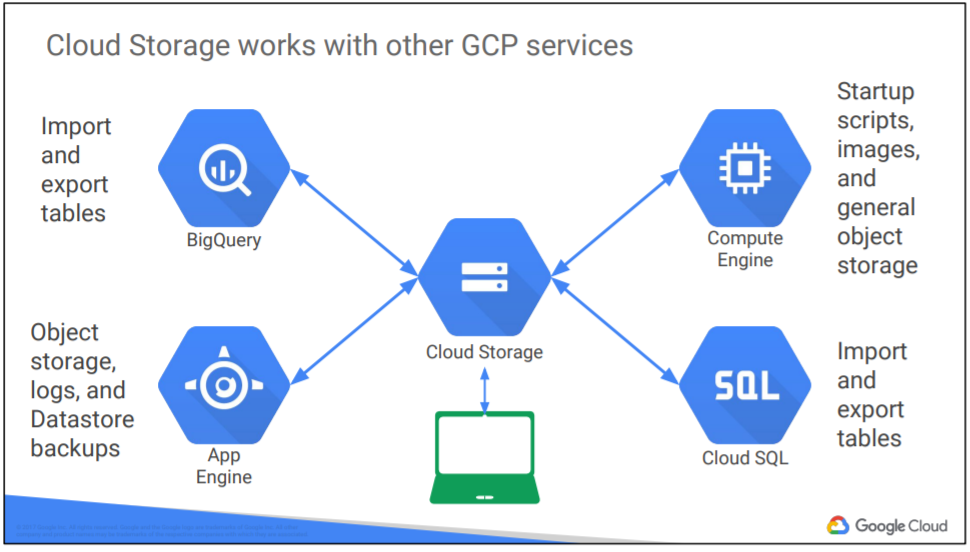 Cloud Storage works with other GCP services
Import
and
export
tables
BigQuery
Startup
scripts,
images,
and
general
object
storage
Compute
Engine
Cloud Storage
Object
storage,
logs, and
Datastore
backups
App
Engine
SQL
Cloud SQL
Import
and
export
tables
Google Cloud